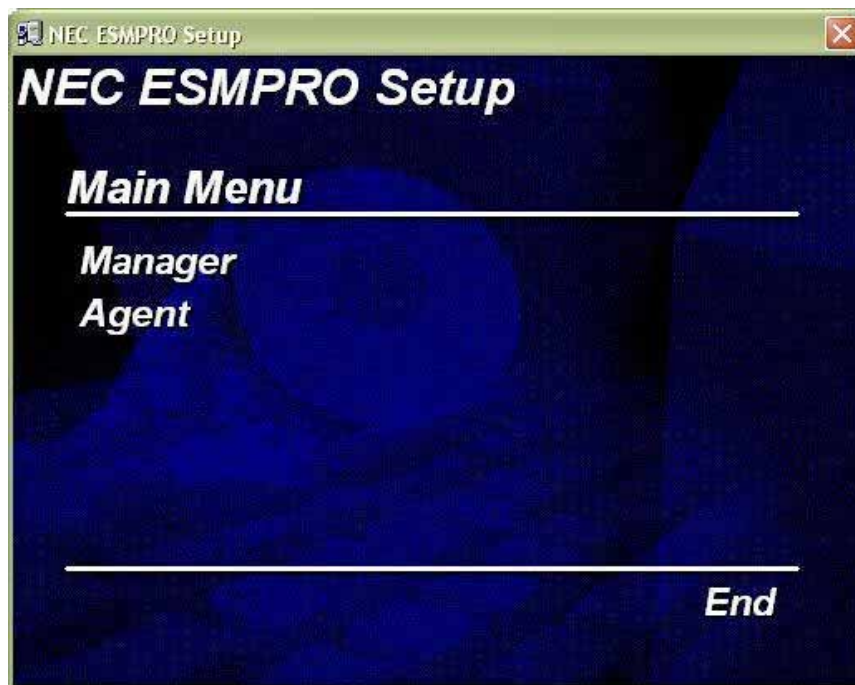 NEC ESMPRO Setup
NEC ESMPRO Setup
Main Menu
Manager
Agent
End